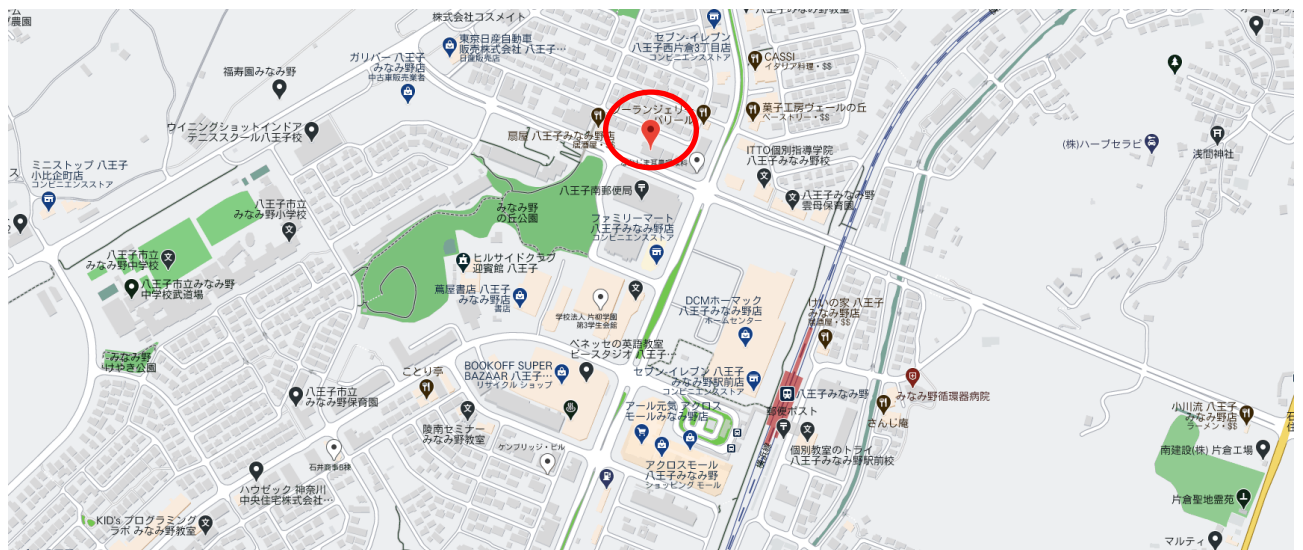 株式会社コスメイト
東京日産自動車
販売株式会社 八王子…
日産販売店
セブン-イレブン
八王子西片倉3丁目店
コンビニエンスストア
ガリバー 八王子
みなみ野店
中古車販売業者
CASSI
イタリア料理・$$
福寿園みなみ野
菓子工房ヴェールの丘
ペーストリー・$$
ウイニングショットインドア
テニススクール八王子校
扇屋 八王子みなみ野店
居酒屋・$$
バリール
ITTO個別指導学院
八王子みなみ野校
(株)ハーブセラピ
浅間神社
ミニストップ 八王子
小比企町店
コンビニエンスストア
八王子南郵便局
八王子みなみ野
雲母保育園
八王子市立
みなみ野小学校
みなみ野
の丘公園
ファミリーマート
八王子みなみ野店
コンビニエンスストア
八王子市立
みなみ野中学校
ヒルサイドクラブ
迎賓館 八王子
八王子市立みなみ野
中学校武道場
蔦屋書店 八王子
みなみ野店
書店
学校法人 片柳学園
第3学生会館
DCMホーマック
八王子みなみ野店
ホームセンター
けいの家 八王子
みなみ野店
居酒屋・$$
みなみ野
けやき公園
ベネッセの英語教室
ビースタジオ 八王子…
BOOKOFF SUPER
BAZAAR 八王子…
リサイクル ショップ
セブン-イレブン 八王子
みなみ野駅前店
コンビニエンスストア
ことり亭
八王子市立
みなみ野保育園
八王子みなみ野
みなみ野循環器病院
アール元気 アクロス
モールみなみ野店
郵便ポスト
さんじ庵
小川流 八王子
みなみ野店
ラーメン・$$
陵南セミナー
みなみ野教室
ケンブリッジ・ビル
石井商事6棟
個別教室のトライ
八王子みなみ野駅前校
南建設(株) 片倉工場
アクロスモール
八王子みなみ野
ショッピング モール
ハウゼック 神奈川
中央住宅株式会社…
片倉聖地霊苑
KID's プログラミング
ラボ みなみ野教室
マルティ